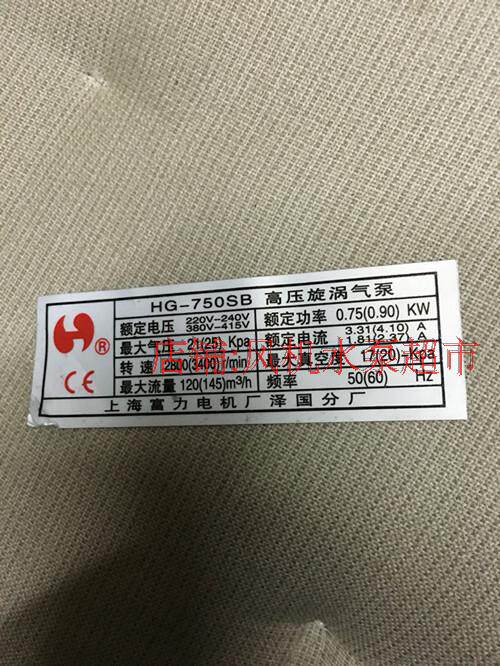 HG-750SB 高压旋涡气泵
额定电压 220V-240V 380V-415V 额定功率 0.75(0.90) KW
最大气压 21(25) Kpa 额定电流 3.31(4.10) A 1.81(2.37) A
转速 2800(3400) r/min 最大真空度 17(20) -Kpa
最大流量 120(145)m³/h 频率 50(60) Hz
上海富力电机厂泽国分厂
H ®
CE
店铺:风机水泵超市